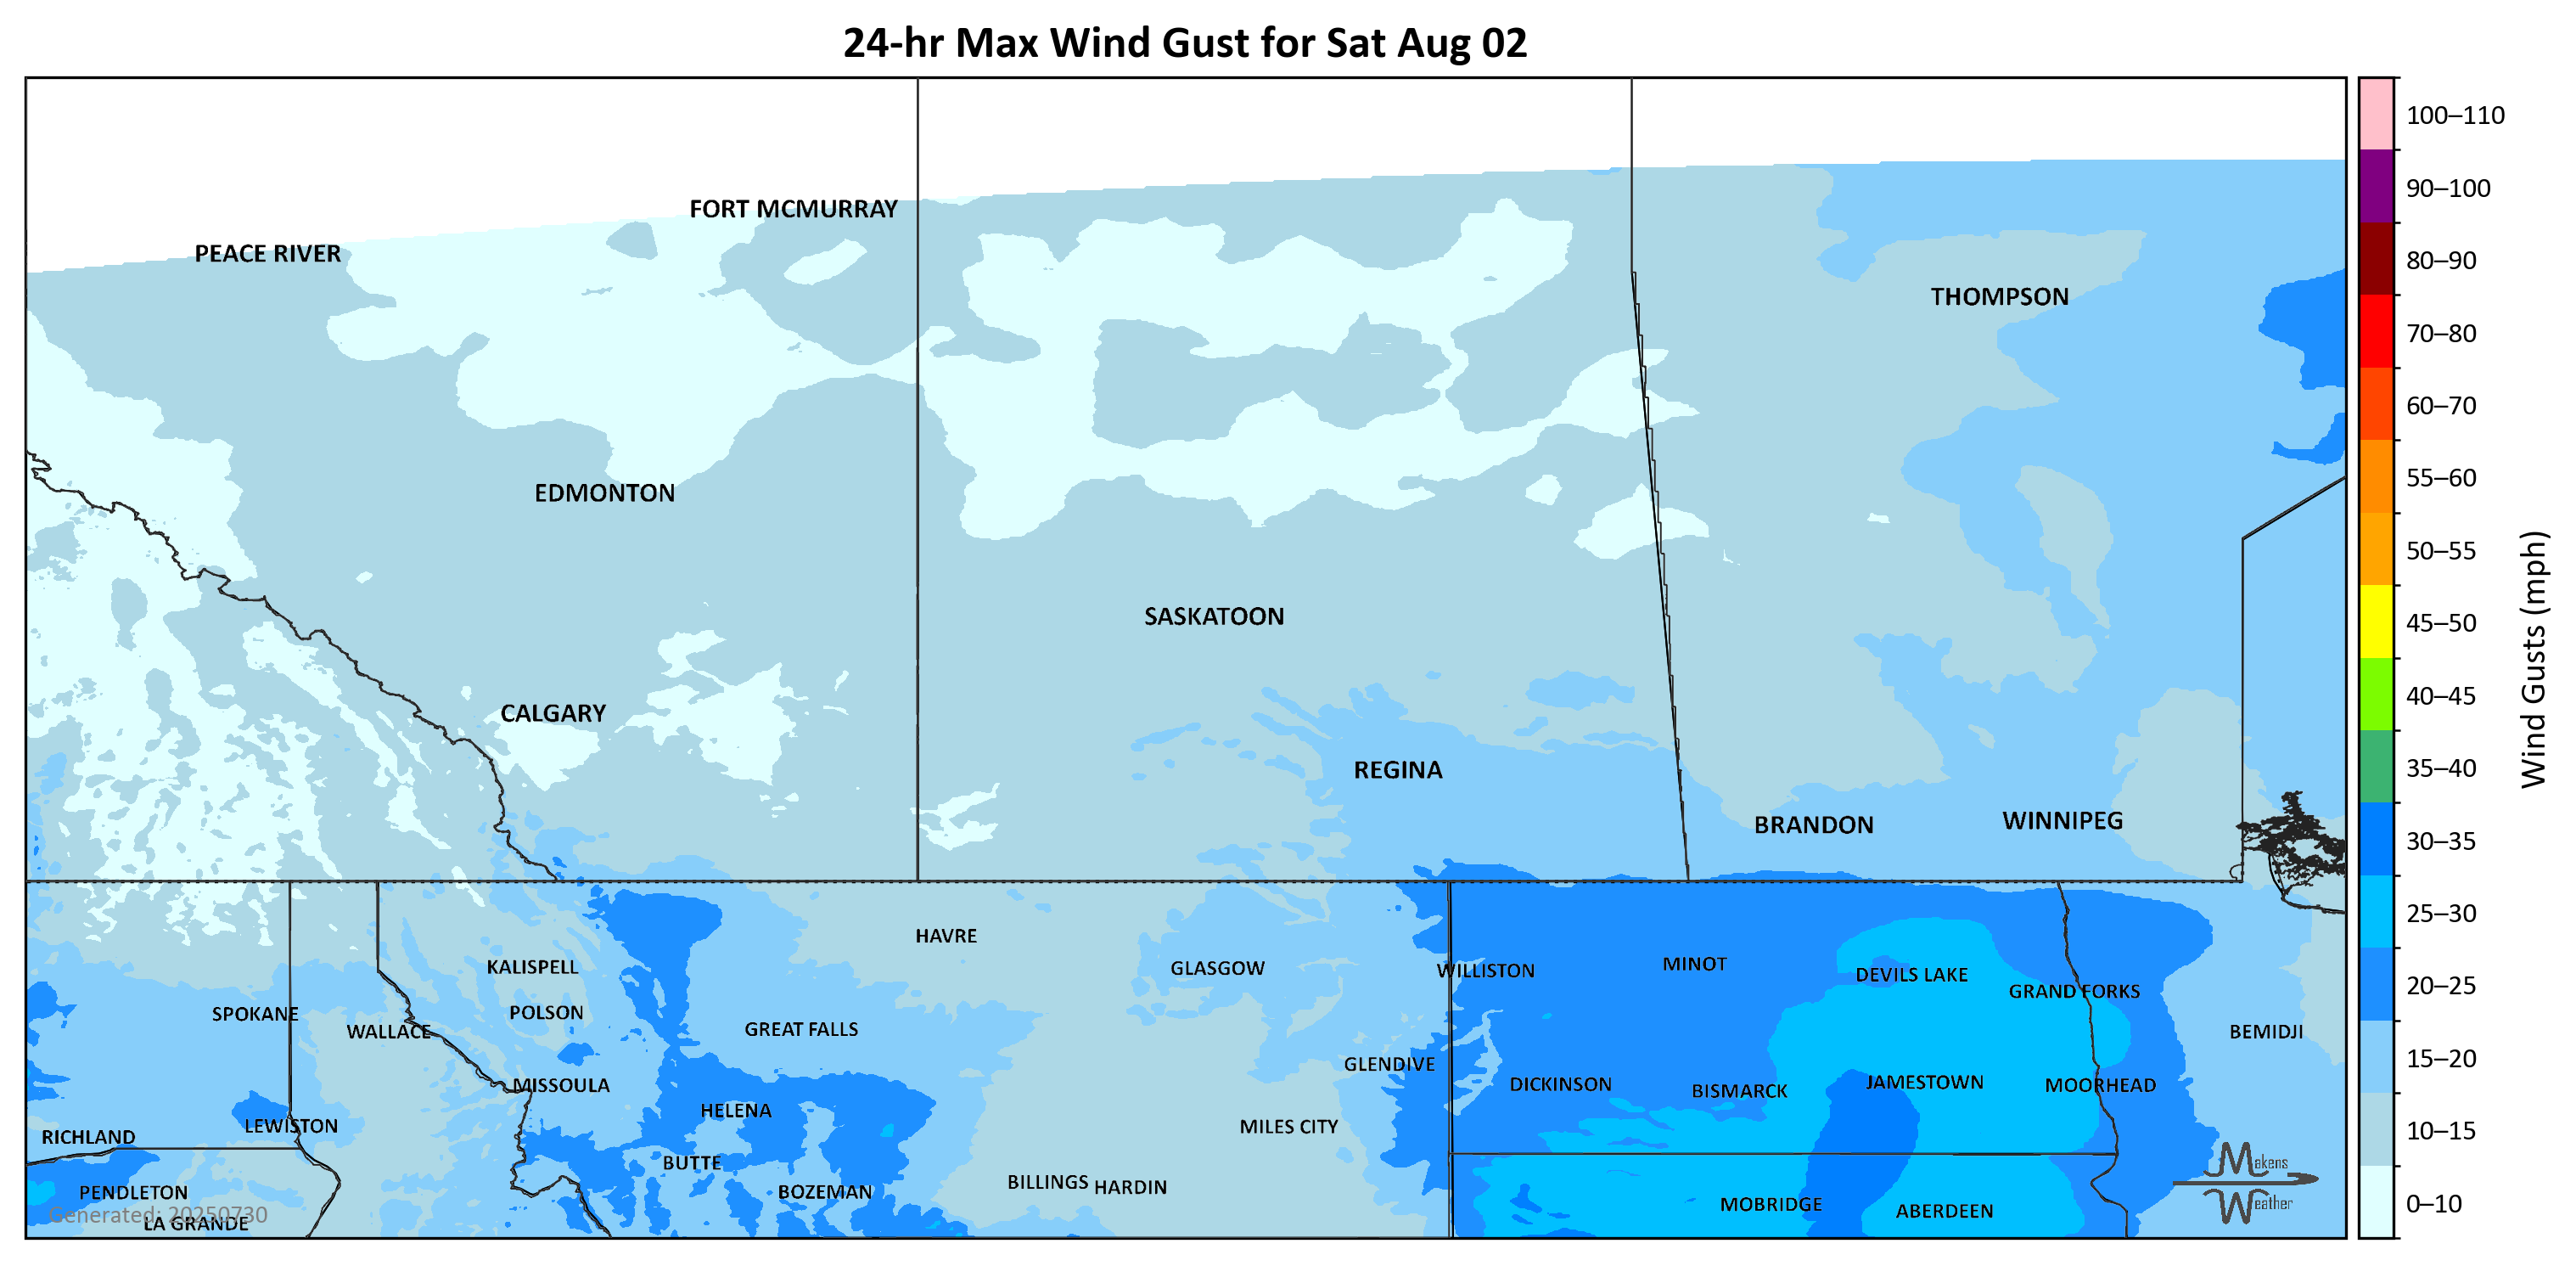 24-hr Max Wind Gust for Sat Aug 02
100–110
90–100
80–90
70–80
60–70
55–60
50–55
45–50
40–45
35–40
30–35
25–30
20–25
15–20
10–15
0–10
Wind Gusts (mph)
FORT MCMURRAY
PEACE RIVER
THOMPSON
EDMONTON
SASKATOON
CALGARY
REGINA
BRANDON
WINNIPEG
HAVRE
KALISPELL
GLASGOW
WILLISTON
MINOT
DEVILS LAKE
GRAND FORKS
SPOKANE
POLSON
WALLACE
GREAT FALLS
BEMIDJI
GLENDIVE
MISSOULA
DICKINSON
BISMARCK
JAMESTOWN
MOORHEAD
HELENA
LEWISTON
MILES CITY
RICHLAND
BUTTE
PENDLETON
BOZEMAN
BILLINGS
HARDIN
MOBRIDGE
ABERDEEN
LA GRANDE
Generated: 20250730
Makens
Weather